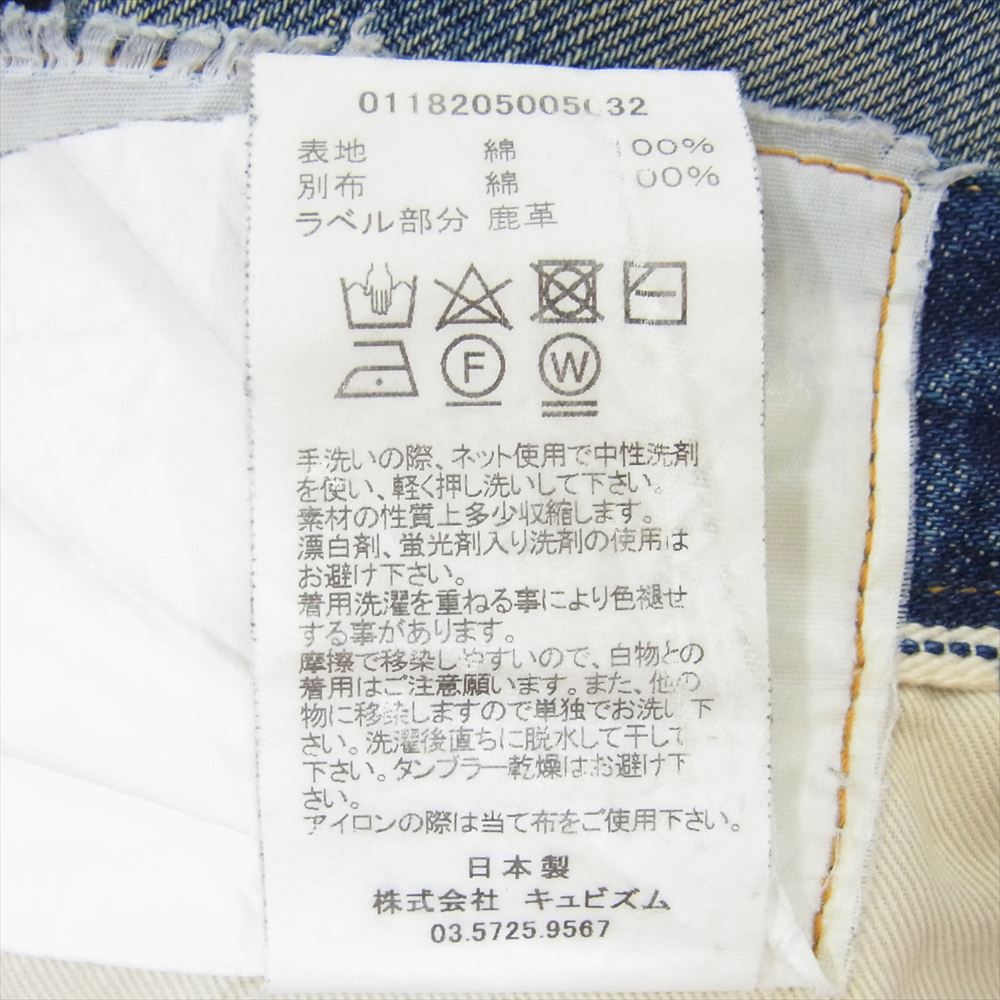 0118205005032
表地 綿 100%
別布 綿 100%
ラベル部分 鹿革
F W
手洗いの際、ネット使用で中性洗剤
を使い、軽く押し洗いして下さい。
素材の性質上多少収縮します。
漂白剤、蛍光剤入り洗剤の使用は
お避け下さい。
着用洗濯を重ねる事により色褪せ
する事があります。
摩擦で移染しやすいので、白物との
着用はご注意願います。また、他の
物に移染しますので単独でお洗い下
さい。洗濯後直ちに脱水して干して
下さい。タンブラー乾燥はお避け下
さい。
アイロンの際は当て布をご使用下さい。
日本製
株式会社 キュビズム
03.5725.9567